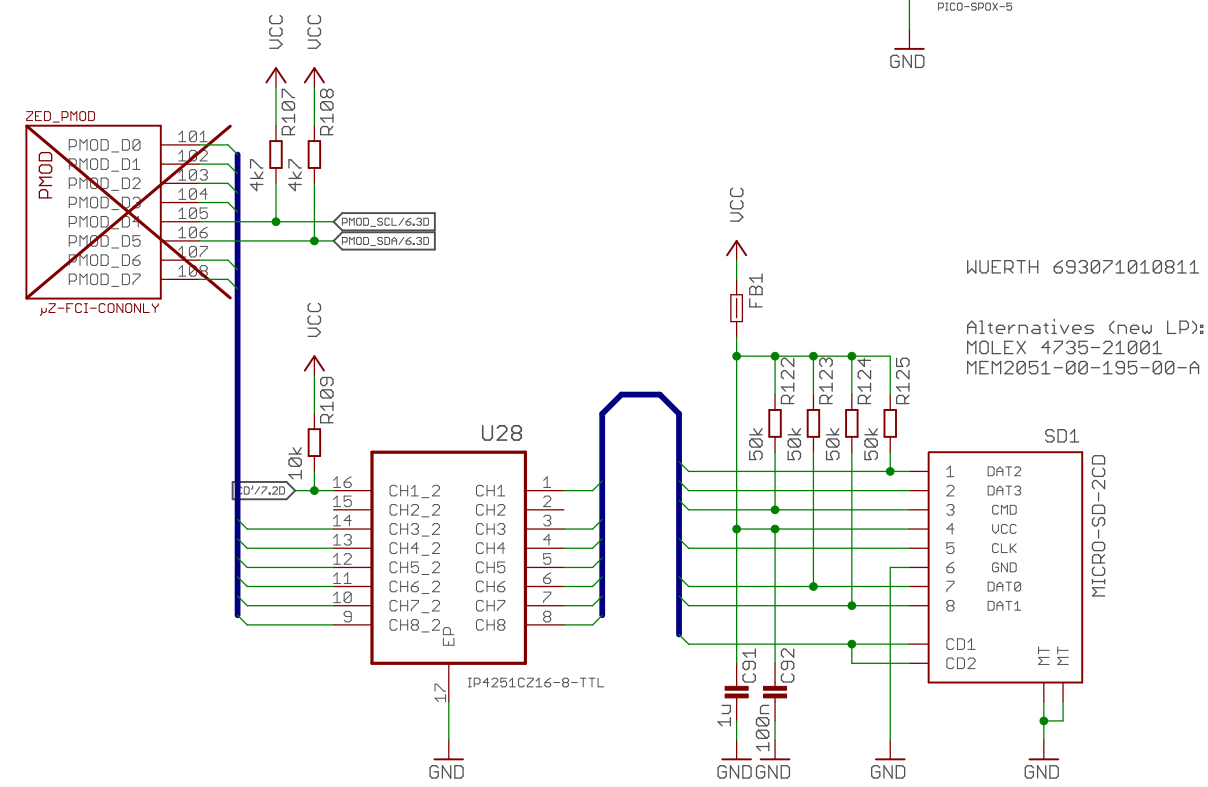 PICO-SPOX-5
GND
VCC
VCC
R107
R108
4k7
4k7
ZED_PMOD
PMOD
PMOD_D0
PMOD_D1
PMOD_D2
PMOD_D3
PMOD_D4
PMOD_D5
PMOD_D6
PMOD_D7
101
102
103
104
105
106
107
108
µZ-FCI-CONONLY
PMOD_SCL/6.3D
PMOD_SDA/6.3D
VCC
R109
10k
CD'/7.2D
U28
16 CH1_2 CH1 1
15 CH2_2 CH2 2
14 CH3_2 CH3 3
13 CH4_2 CH4 4
12 CH5_2 CH5 5
11 CH6_2 CH6 6
10 CH7_2 CH7 7
9 CH8_2 CH8 8
EP
17
IP4251CZ16-8-TTL
GND
VCC
FB1
R122
R123
R124
R125
50k
50k
50k
50k
C91
C92
1u
100n
GND
GND
GND
WUERTH 693071010811
Alternatives (new LP):
MOLEX 4735-21001
MEM2051-00-195-00-A
SD1
1 DAT2
2 DAT3
3 CMD
4 VCC
5 CLK
6 GND
7 DAT0
8 DAT1
CD1
CD2
MT
MT
MICRO-SD-2CD
GND